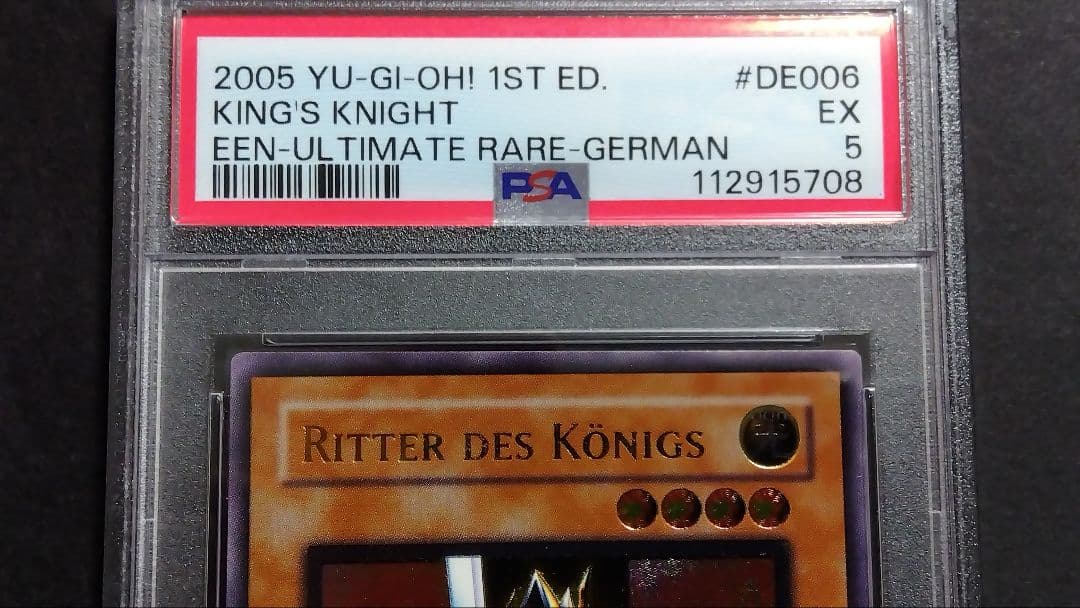 2005 YU-GI-OH! 1ST ED. #DE006
KING'S KNIGHT EX
EEN-ULTIMATE RARE-GERMAN 5
PSA 112915708
RITTER DES KÖNIGS